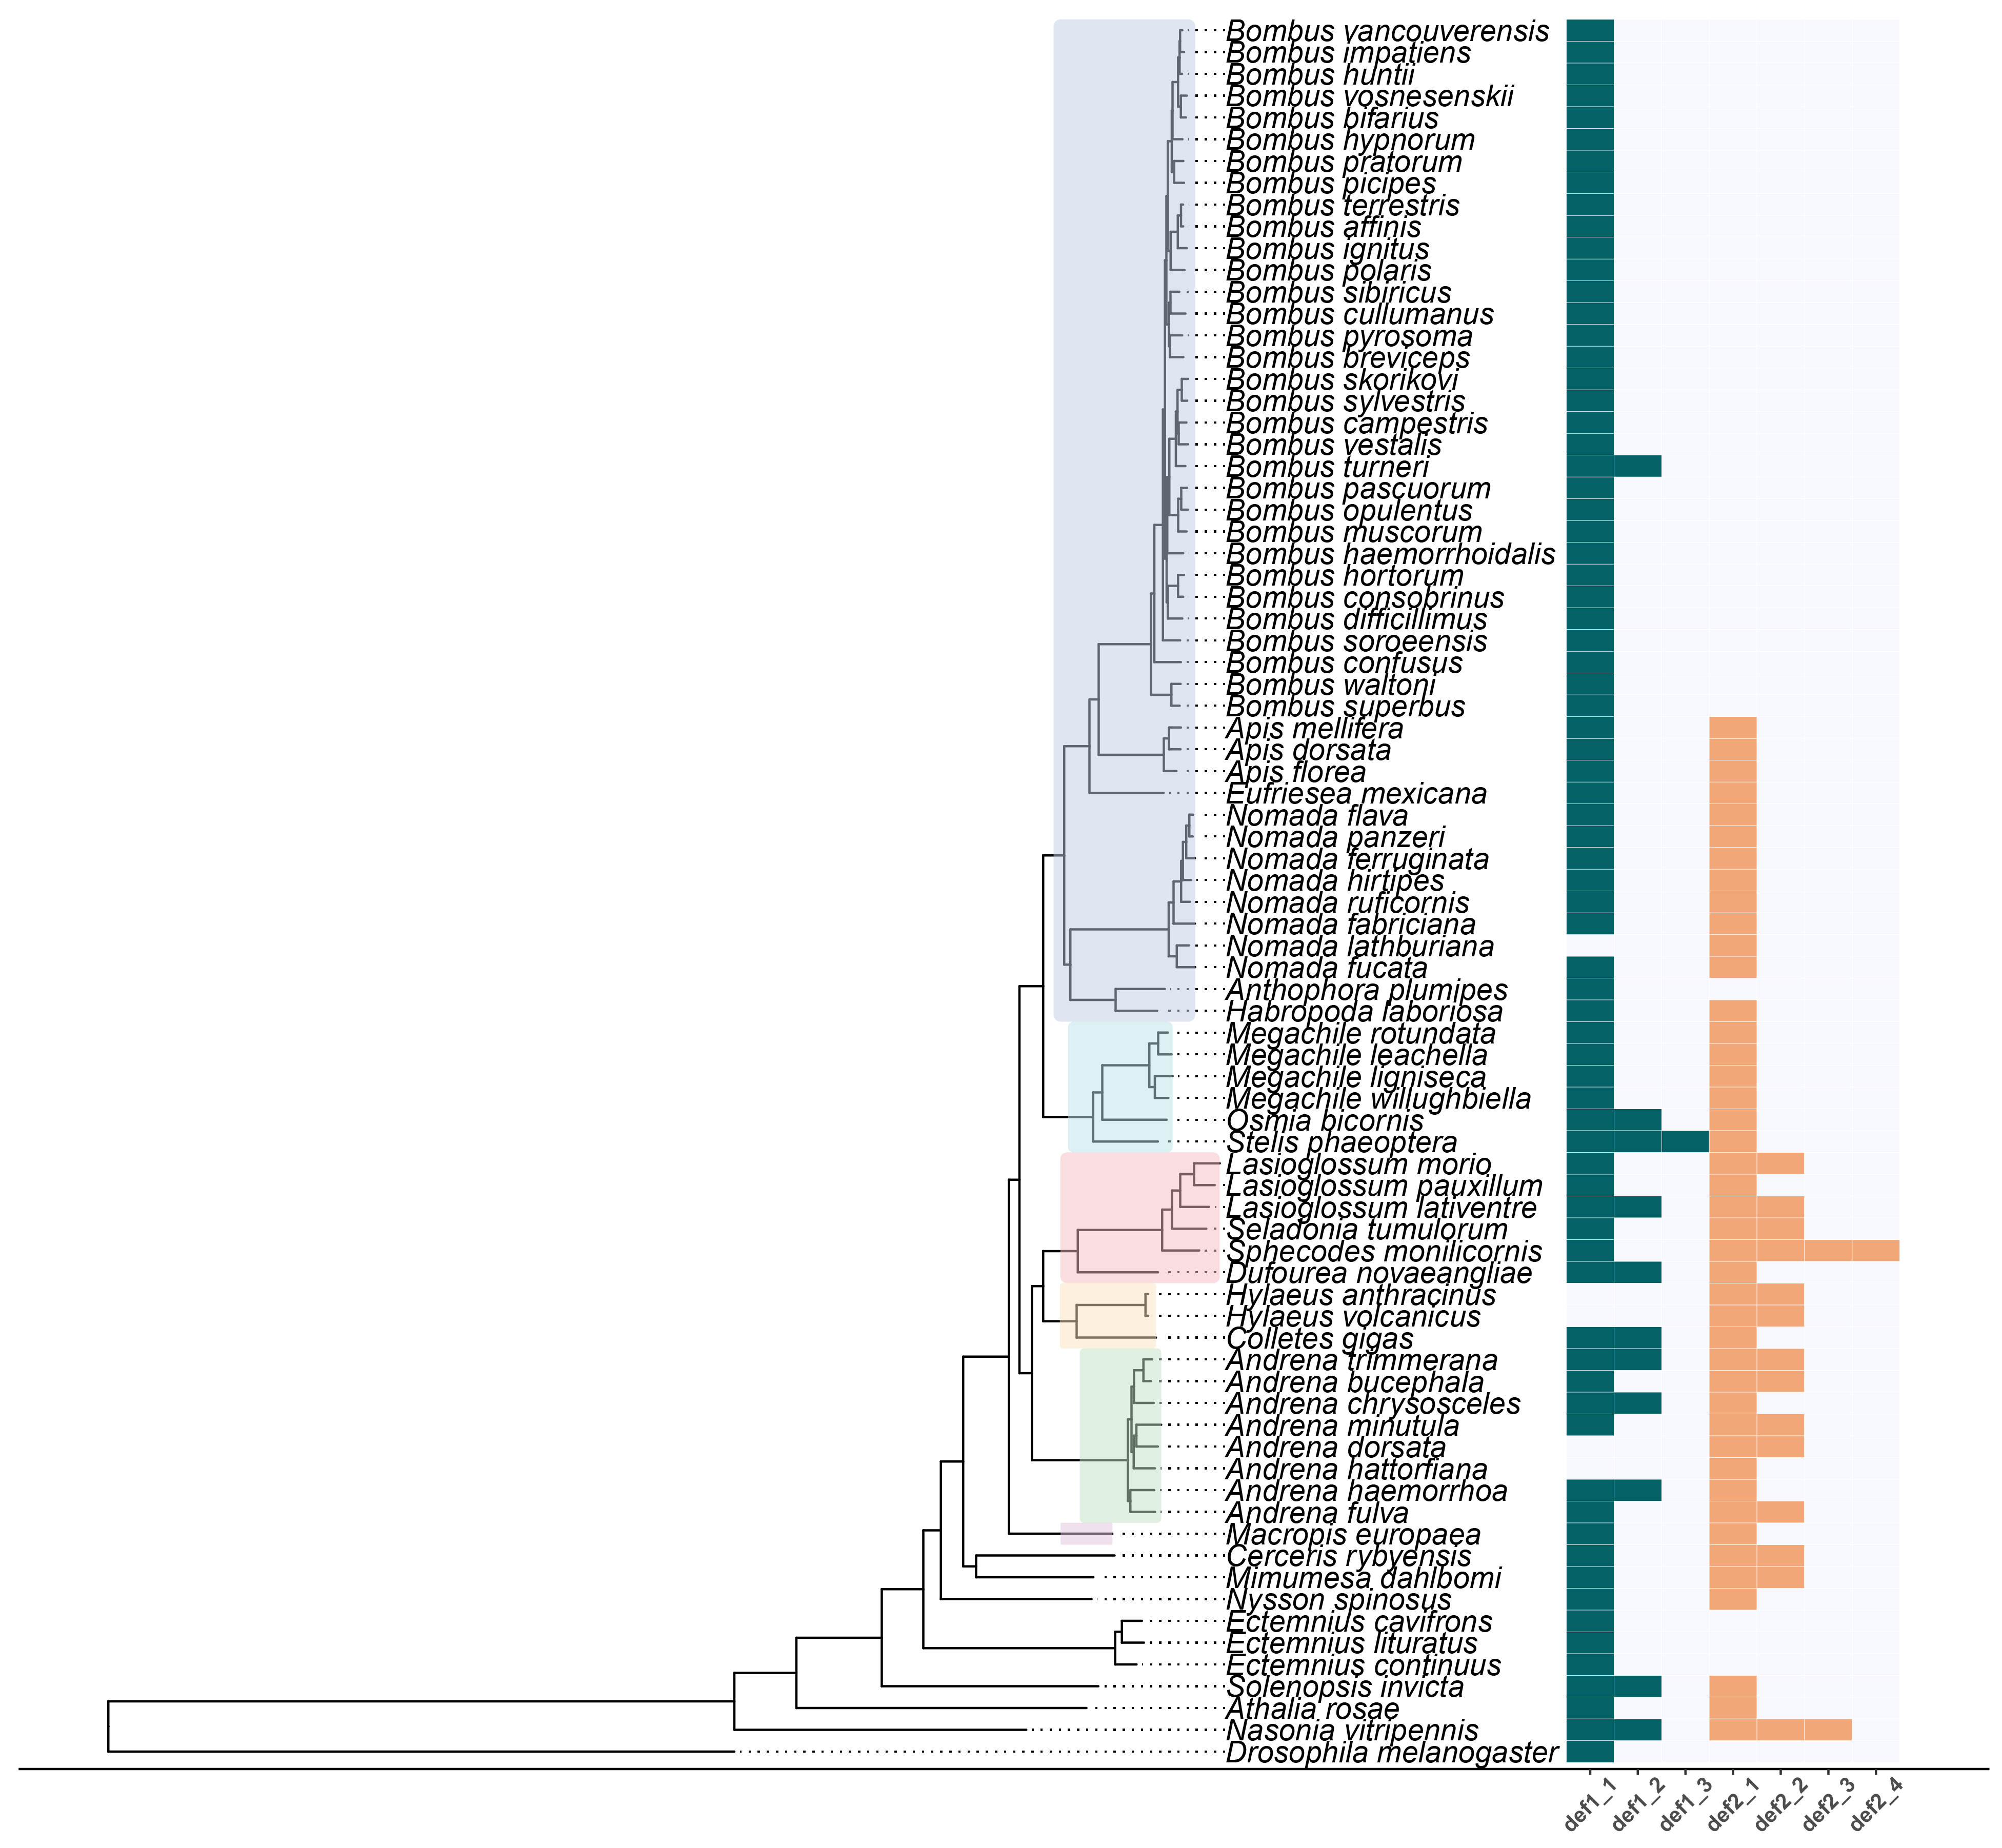 Bombus vancouverensis
Bombus impatiens
Bombus huntii
Bombus vosnesenskii
Bombus bifarius
Bombus hypnorum
Bombus pratorum
Bombus picipes
Bombus terrestris
Bombus affinis
Bombus ignitus
Bombus polaris
Bombus sibiricus
Bombus cullumanus
Bombus pyrosoma
Bombus breviceps
Bombus skorikovi
Bombus sylvestris
Bombus campestris
Bombus vestalis
Bombus turneri
Bombus pascuorum
Bombus opulentus
Bombus muscorum
Bombus haemorrhoidalis
Bombus hortorum
Bombus consobrinus
Bombus difficillimus
Bombus soroeensis
Bombus confusus
Bombus waltoni
Bombus superbus
Apis mellifera
Apis dorsata
Apis florea
Eufriesea mexicana
Nomada flava
Nomada panzeri
Nomada ferruginata
Nomada hirtipes
Nomada ruficornis
Nomada fabriciana
Nomada lathburiana
Nomada fucata
Anthophora plumipes
Habropoda laboriosa
Megachile rotundata
Megachile leachella
Megachile ligniseca
Megachile willughbiella
Osmia bicornis
Stelis phaeoptera
Lasioglossum morio
Lasioglossum pauxillum
Lasioglossum lativentre
Seladonia tumulorum
Sphecodes monilicornis
Dufourea novaeangliae
Hylaeus anthracinus
Hylaeus volcanicus
Colletes gigas
Andrena trimmerana
Andrena bucephala
Andrena chrysosceles
Andrena minutula
Andrena dorsata
Andrena hattorfiana
Andrena haemorrhoa
Andrena fulva
Macropis europaea
Cerceris rybyensis
Mimumesa dahlbomi
Nysson spinosus
Ectemnius cavifrons
Ectemnius lituratus
Ectemnius continuus
Solenopsis invicta
Athalia rosae
Nasonia vitripennis
Drosophila melanogaster
def1_1
def1_2
def1_3
def2_1
def2_2
def2_3
def2_4